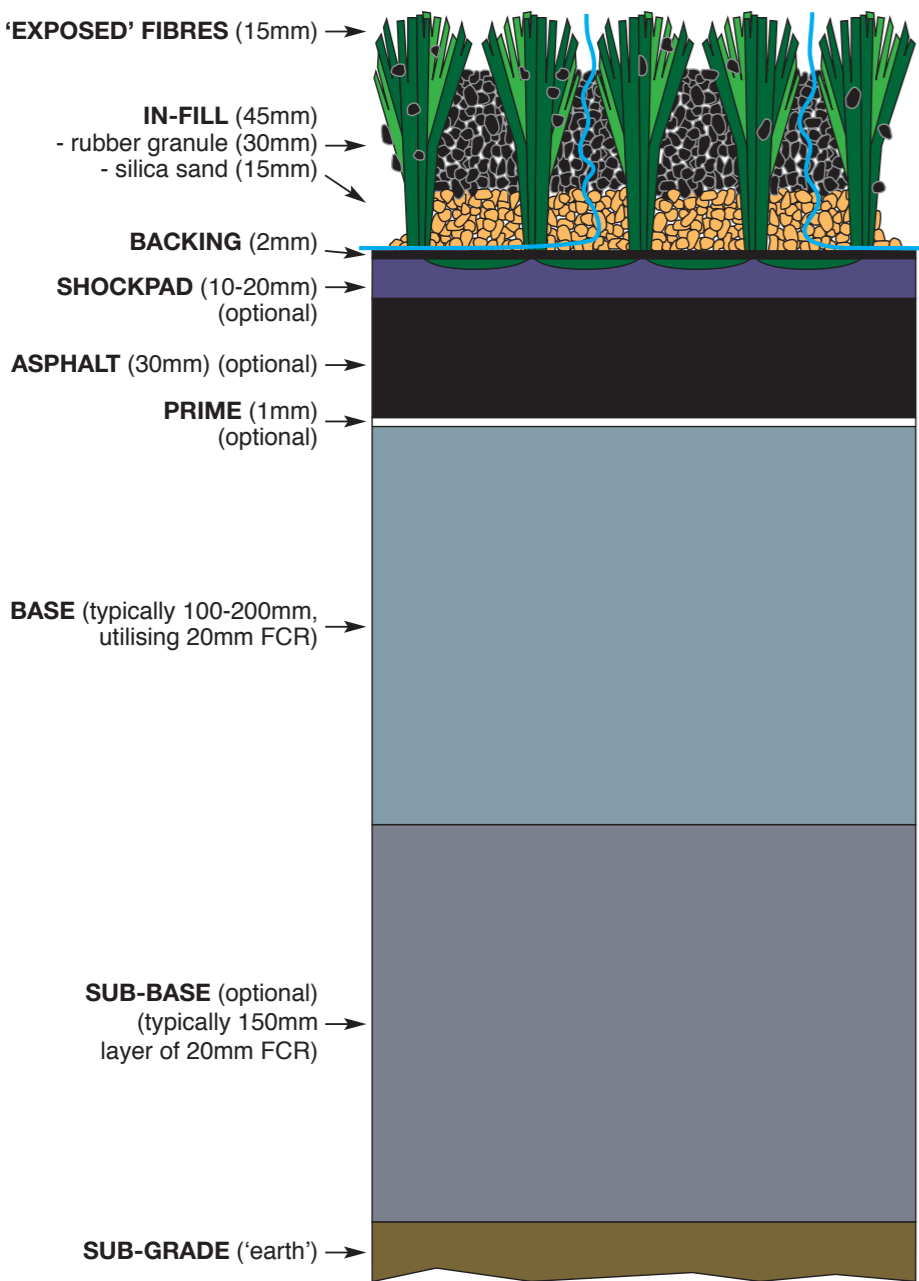 ‘EXPOSED’ FIBRES (15mm)
IN-FILL (45mm)
- rubber granule (30mm)
- silica sand (15mm)
BACKING (2mm)
SHOCKPAD (10-20mm)
(optional)
ASPHALT (30mm) (optional)
PRIME (1mm)
(optional)
BASE (typically 100-200mm,
utilising 20mm FCR)
SUB-BASE (optional)
(typically 150mm
layer of 20mm FCR)
SUB-GRADE (‘earth’)